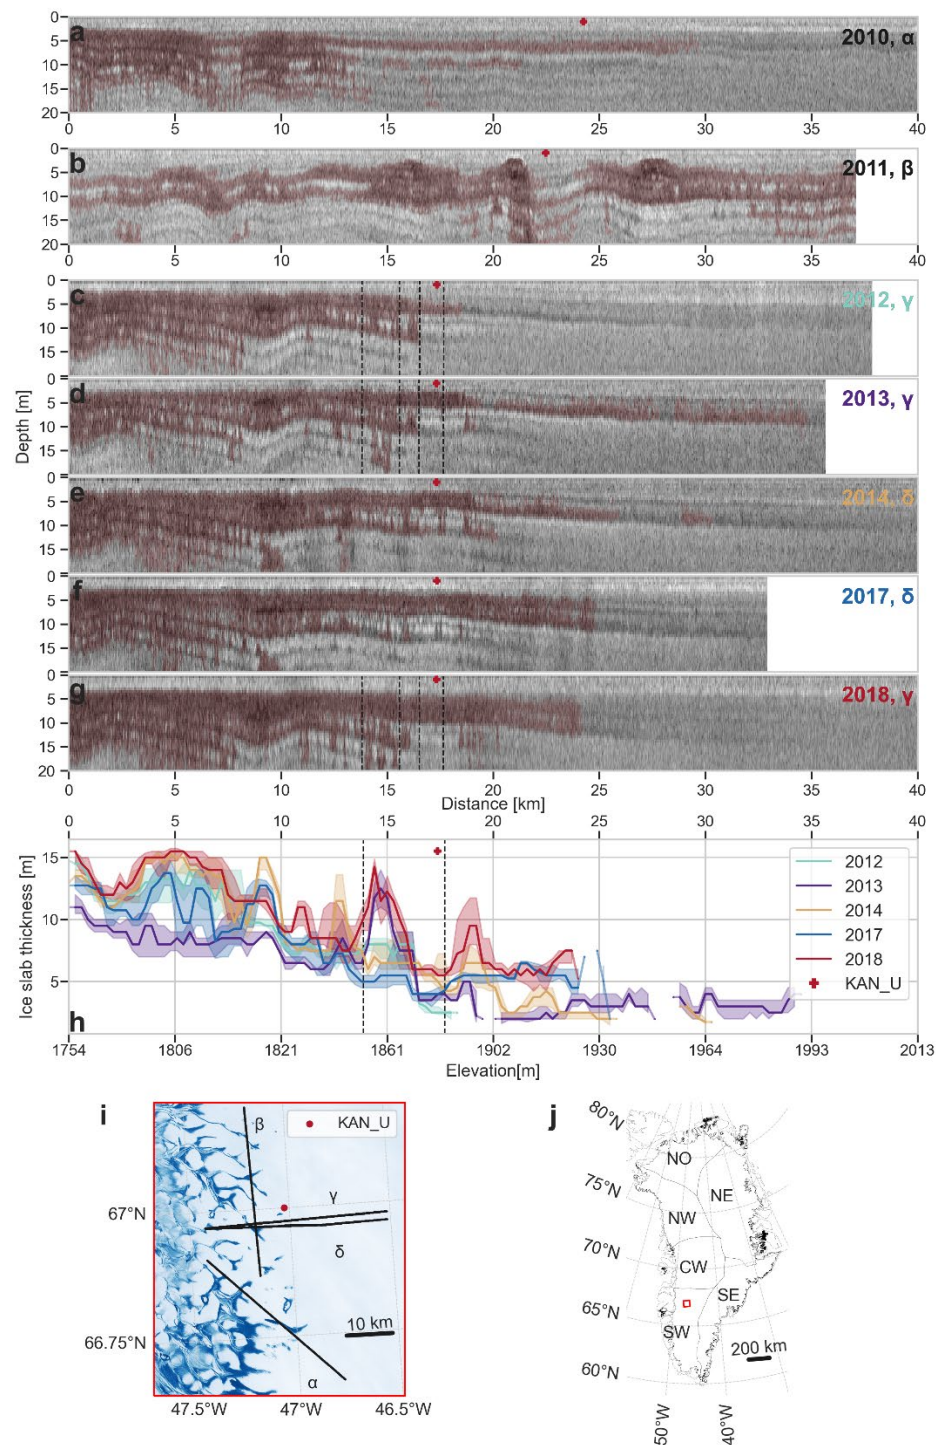 0
5
10
15
20
a
2010, α
0 5 10 15 20 25 30 35 40
0
5
10
15
20
b
2011, β
0 5 10 15 20 25 30 35 40
Depth [m]
0
5
10
15
c
2012, γ
0
5
10
15
d
2013, γ
0
5
10
15
e
2014, δ
0
5
10
15
f
2017, δ
0
5
10
15
20
g
2018, γ
0 5 10 15 20 25 30 35 40
Distance [km]
0 5 10 15 20 25 30 35 40
Ice slab thickness [m]
15
10
5
2012
2013
2014
2017
2018
KAN_U
h
1754 1806 1821 1861 1902 1930 1964 1993 2013
Elevation[m]
i
KAN_U
β
γ
δ
α
67°N
66.75°N
10 km
47.5°W 47°W 46.5°W
j
80°N
75°N
70°N
65°N
60°N
NO
NE
NW
CW
SE
SW
200 km
50°W 40°W